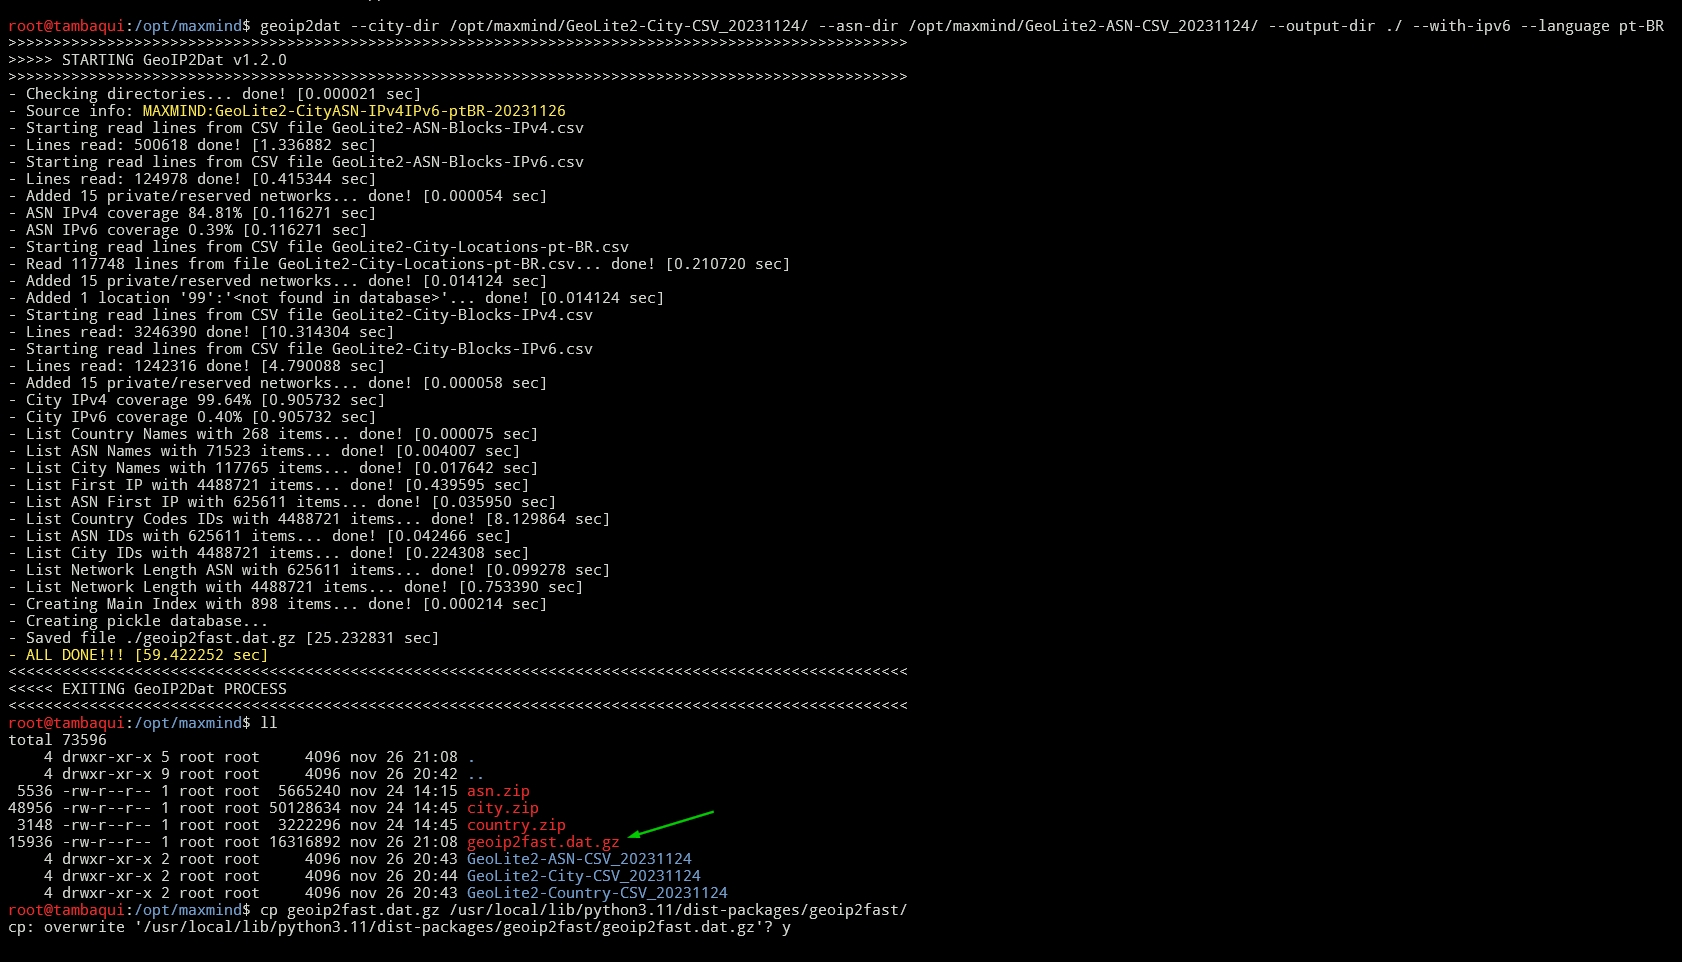 root@tambaqui:/opt/maxmind$ geoip2dat --city-dir /opt/maxmind/GeoLite2-City-CSV_20231124/ --asn-dir /opt/maxmind/GeoLite2-ASN-CSV_20231124/ --output-dir ./ --with-ipv6 --language pt-BR
>>>>>>>>>>>>>>>>>>>>>>>>>>>>>>>>>>>>>>>>>>>>>>>>>>>>>>>>>>>>>>>>>>>>>>>>>>>>>>>>>>>>>>>>>>>>>>>>>>>>
>>>>> STARTING GeoIP2Dat v1.2.0
>>>>>>>>>>>>>>>>>>>>>>>>>>>>>>>>>>>>>>>>>>>>>>>>>>>>>>>>>>>>>>>>>>>>>>>>>>>>>>>>>>>>>>>>>>>>>>>>>>>>
- Checking directories... done! [0.000021 sec]
- Source info: MAXMIND:GeoLite2-CityASN-IPv4IPv6-ptBR-20231126
- Starting read lines from CSV file GeoLite2-ASN-Blocks-IPv4.csv
- Lines read: 500618 done! [1.336882 sec]
- Starting read lines from CSV file GeoLite2-ASN-Blocks-IPv6.csv
- Lines read: 124978 done! [0.415344 sec]
- Added 15 private/reserved networks... done! [0.000054 sec]
- ASN IPv4 coverage 84.81% [0.116271 sec]
- ASN IPv6 coverage 0.39% [0.116271 sec]
- Starting read lines from CSV file GeoLite2-City-Locations-pt-BR.csv
- Read 117748 lines from file GeoLite2-City-Locations-pt-BR.csv... done! [0.210720 sec]
- Added 15 private/reserved networks... done! [0.014124 sec]
- Added 1 location '99':'<not found in database>'... done! [0.014124 sec]
- Starting read lines from CSV file GeoLite2-City-Blocks-IPv4.csv
- Lines read: 3246390 done! [10.314304 sec]
- Starting read lines from CSV file GeoLite2-City-Blocks-IPv6.csv
- Lines read: 1242316 done! [4.790088 sec]
- Added 15 private/reserved networks... done! [0.000058 sec]
- City IPv4 coverage 99.64% [0.905732 sec]
- City IPv6 coverage 0.40% [0.905732 sec]
- List Country Names with 268 items... done! [0.000075 sec]
- List ASN Names with 71523 items... done! [0.004007 sec]
- List City Names with 117765 items... done! [0.017642 sec]
- List First IP with 4488721 items... done! [0.439595 sec]
- List ASN First IP with 625611 items... done! [0.035950 sec]
- List Country Codes IDs with 4488721 items... done! [8.129864 sec]
- List ASN IDs with 625611 items... done! [0.042466 sec]
- List City IDs with 4488721 items... done! [0.224308 sec]
- List Network Length ASN with 625611 items... done! [0.099278 sec]
- List Network Length with 4488721 items... done! [0.753390 sec]
- Creating Main Index with 898 items... done! [0.000214 sec]
- Creating pickle database...
- Saved file ./geoip2fast.dat.gz [25.232831 sec]
- ALL DONE!!! [59.422252 sec]
<<<<<<<<<<<<<<<<<<<<<<<<<<<<<<<<<<<<<<<<<<<<<<<<<<<<<<<<<<<<<<<<<<<<<<<<<<<<<<<<<<<<<<<<<<<<<<<<<<<<
<<<<< EXITING GeoIP2Dat PROCESS
<<<<<<<<<<<<<<<<<<<<<<<<<<<<<<<<<<<<<<<<<<<<<<<<<<<<<<<<<<<<<<<<<<<<<<<<<<<<<<<<<<<<<<<<<<<<<<<<<<<<
root@tambaqui:/opt/maxmind$ ll
total 73596
    4 drwxr-xr-x 5 root root     4096 nov 26 21:08 .
    4 drwxr-xr-x 9 root root     4096 nov 26 20:42 ..
 5536 -rw-r--r-- 1 root root  5665240 nov 24 14:15 asn.zip
48956 -rw-r--r-- 1 root root 50128634 nov 24 14:45 city.zip
 3148 -rw-r--r-- 1 root root  3222296 nov 24 14:45 country.zip
15936 -rw-r--r-- 1 root root 16316892 nov 26 21:08 geoip2fast.dat.gz
    4 drwxr-xr-x 2 root root     4096 nov 26 20:43 GeoLite2-ASN-CSV_20231124
    4 drwxr-xr-x 2 root root     4096 nov 26 20:44 GeoLite2-City-CSV_20231124
    4 drwxr-xr-x 2 root root     4096 nov 26 20:43 GeoLite2-Country-CSV_20231124
root@tambaqui:/opt/maxmind$ cp geoip2fast.dat.gz /usr/local/lib/python3.11/dist-packages/geoip2fast/
cp: overwrite '/usr/local/lib/python3.11/dist-packages/geoip2fast/geoip2fast.dat.gz'? y